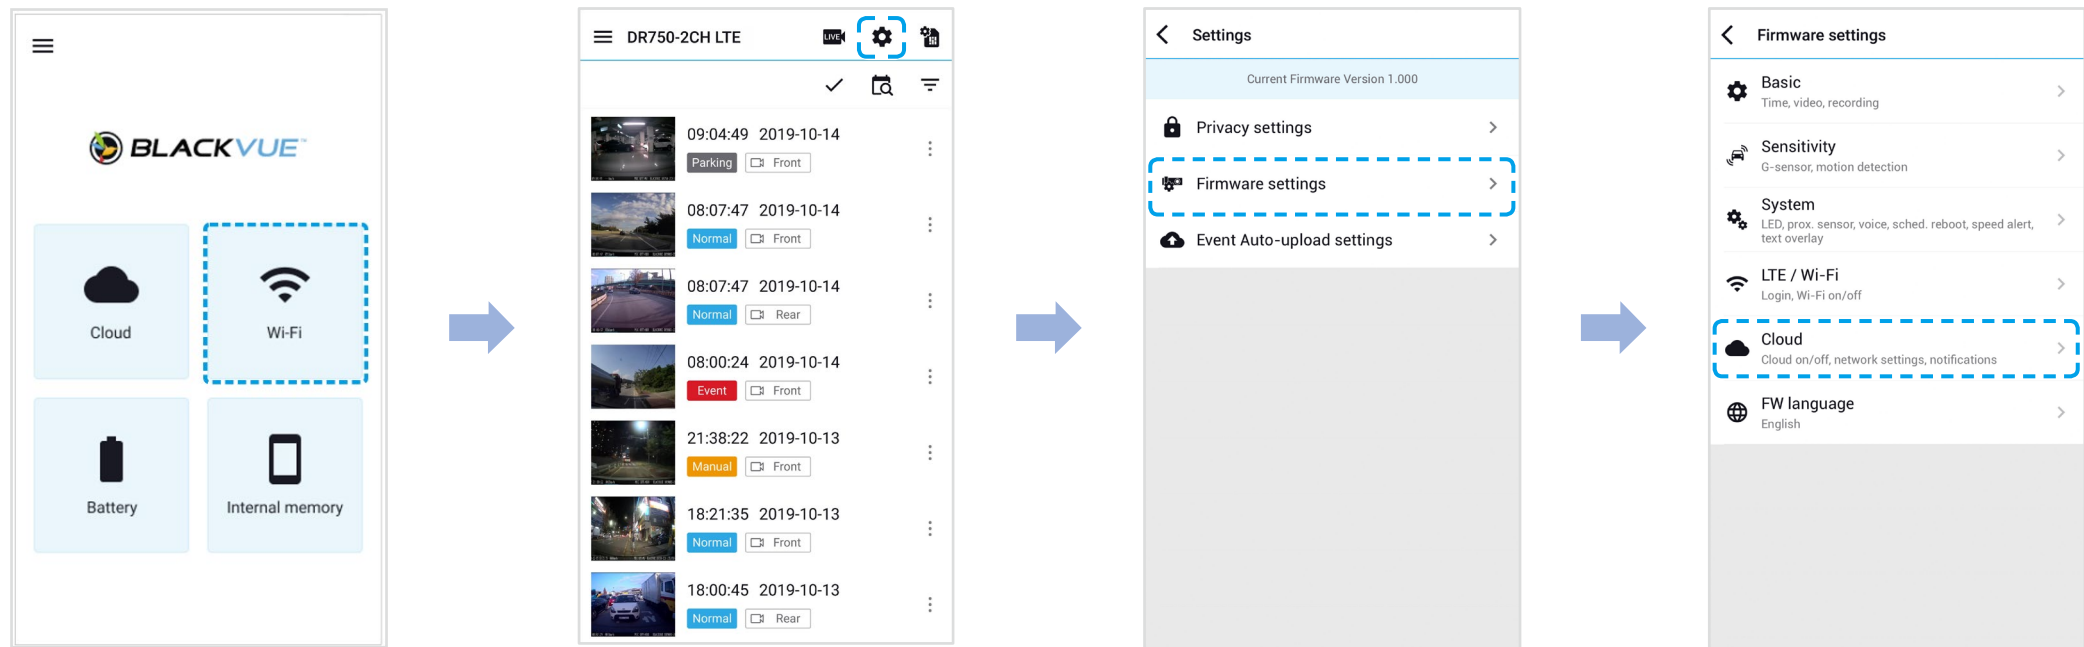 BLACKVUE™
Cloud
Wi-Fi
Battery
Internal memory
DR750-2CH LTE
LIVE
09:04:49 2019-10-14
Parking Front
08:07:47 2019-10-14
Normal Front
08:07:47 2019-10-14
Normal Rear
08:00:24 2019-10-14
Event Front
21:38:22 2019-10-13
Manual Front
18:21:35 2019-10-13
Normal Front
18:00:45 2019-10-13
Normal Rear
Settings
Current Firmware Version 1.000
Privacy settings
Firmware settings
Event Auto-upload settings
Firmware settings
Basic
Time, video, recording
Sensitivity
G-sensor, motion detection
System
LED, prox. sensor, voice, sched. reboot, speed alert,
text overlay
LTE / Wi-Fi
Login, Wi-Fi on/off
Cloud
Cloud on/off, network settings, notifications
FW language
English